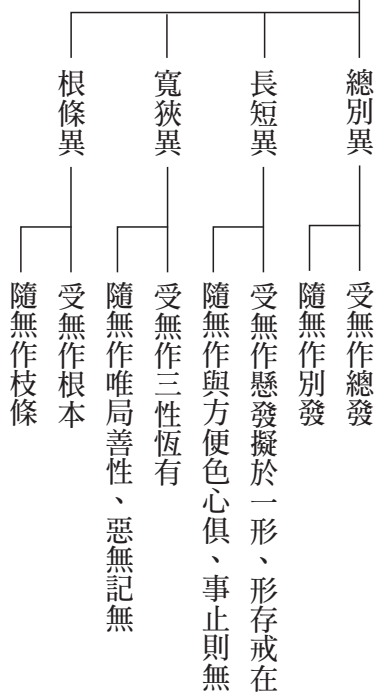 總別異
受無作總發
隨無作別發
長短異
受無作懸發擬於一形、形存戒在
隨無作與方便色心俱、事止則無
寬狹異
受無作三性恆有
隨無作唯局善性、惡無記無
根條異
受無作根本
隨無作枝條